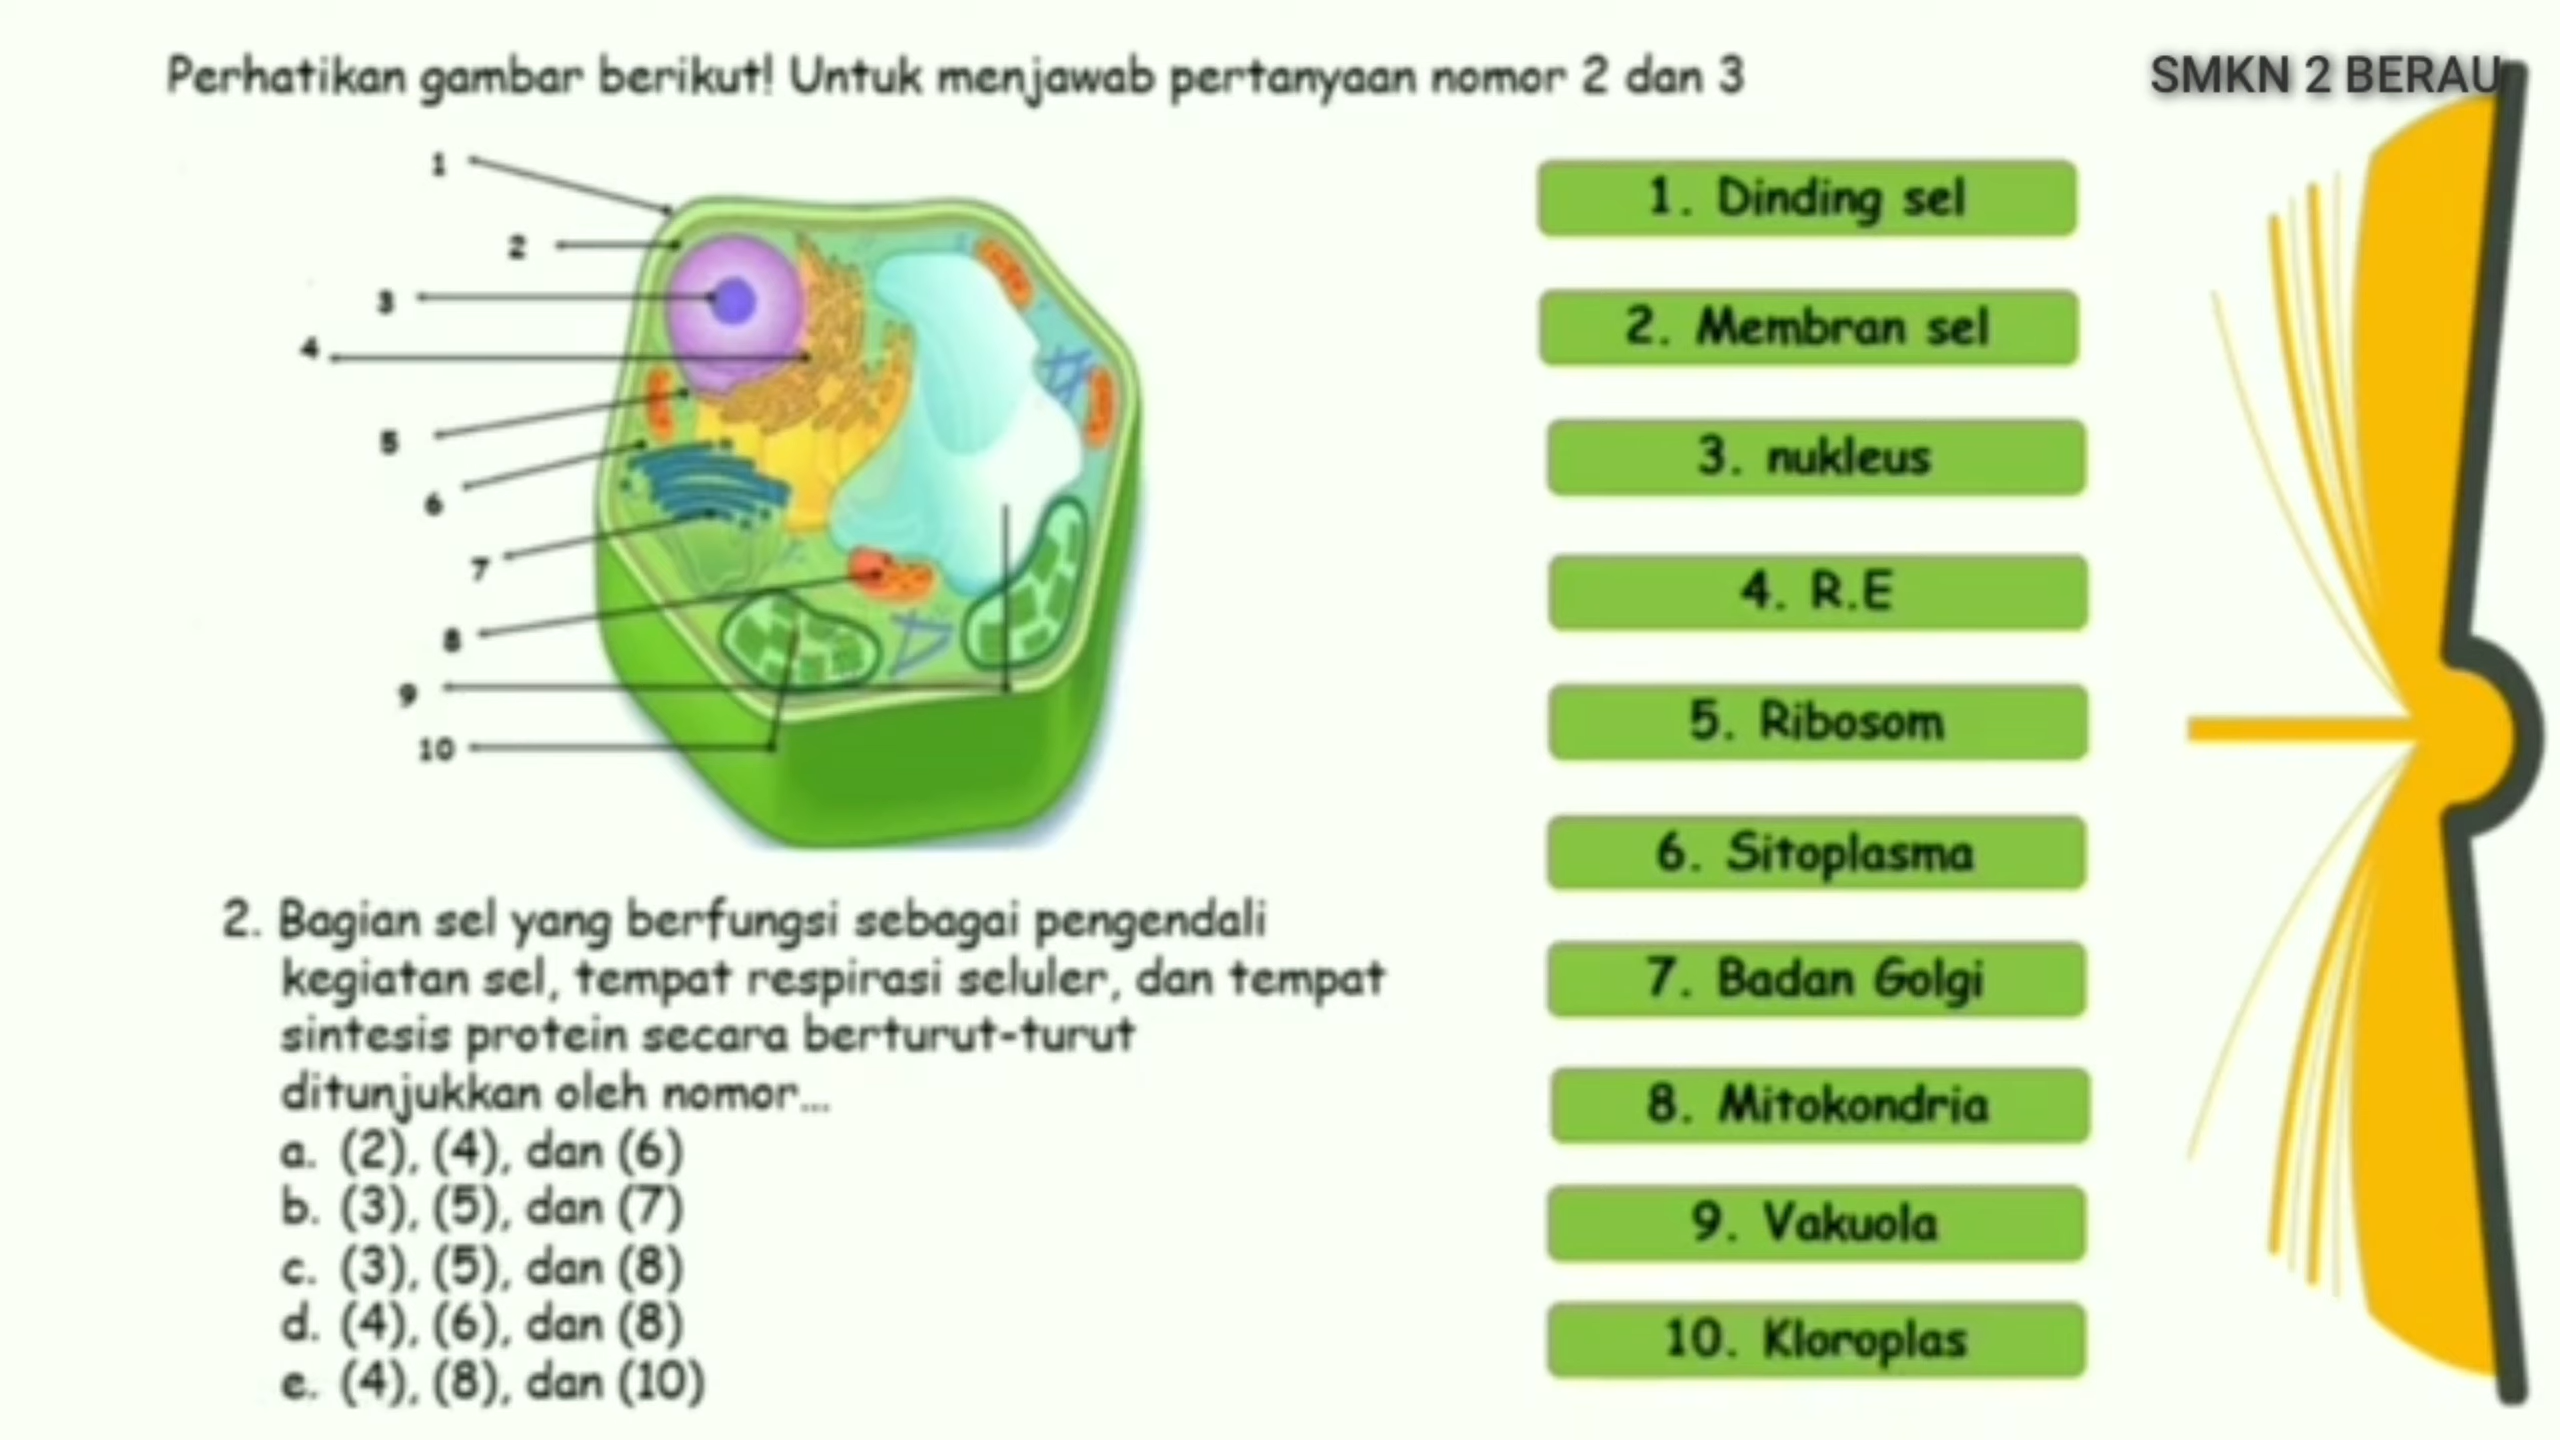 Perhatikan gambar berikut! Untuk menjawab pertanyaan nomor 2 dan 3
SMKN 2 BERAU
1
2
3
4
5
6
7
8
9
10
1. Dinding sel
2. Membran sel
3. nukleus
4. R.E
5. Ribosom
6. Sitoplasma
7. Badan Golgi
8. Mitokondria
9. Vakuola
10. Kloroplas
2. Bagian sel yang berfungsi sebagai pengendali
kegiatan sel, tempat respirasi seluler, dan tempat
sintesis protein secara berturut-turut
ditunjukkan oleh nomor...
a. (2), (4), dan (6)
b. (3), (5), dan (7)
c. (3), (5), dan (8)
d. (4), (6), dan (8)
e. (4), (8), dan (10)